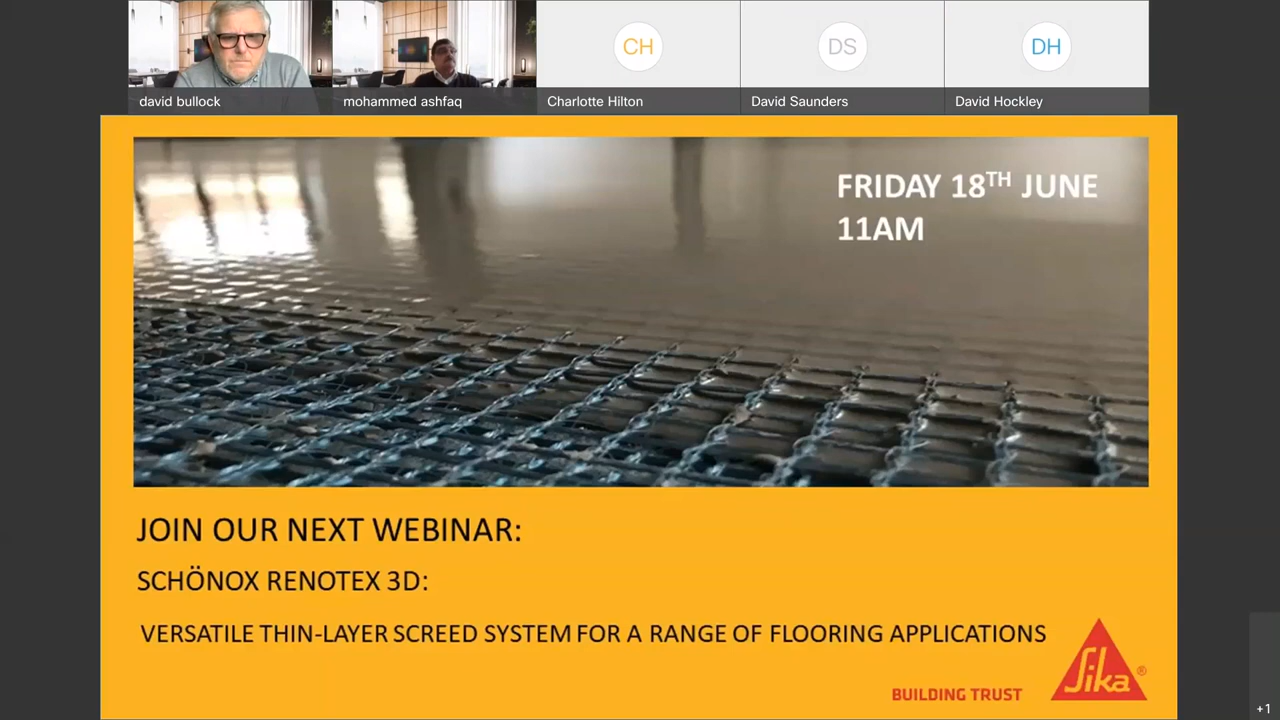 david bullock
mohammed ashfaq
CH
Charlotte Hilton
DS
David Saunders
DH
David Hockley
FRIDAY 18TH JUNE
11AM
JOIN OUR NEXT WEBINAR:
SCHÖNOX RENOTEX 3D:
VERSATILE THIN-LAYER SCREED SYSTEM FOR A RANGE OF FLOORING APPLICATIONS
BUILDING TRUST
Sika®
+1